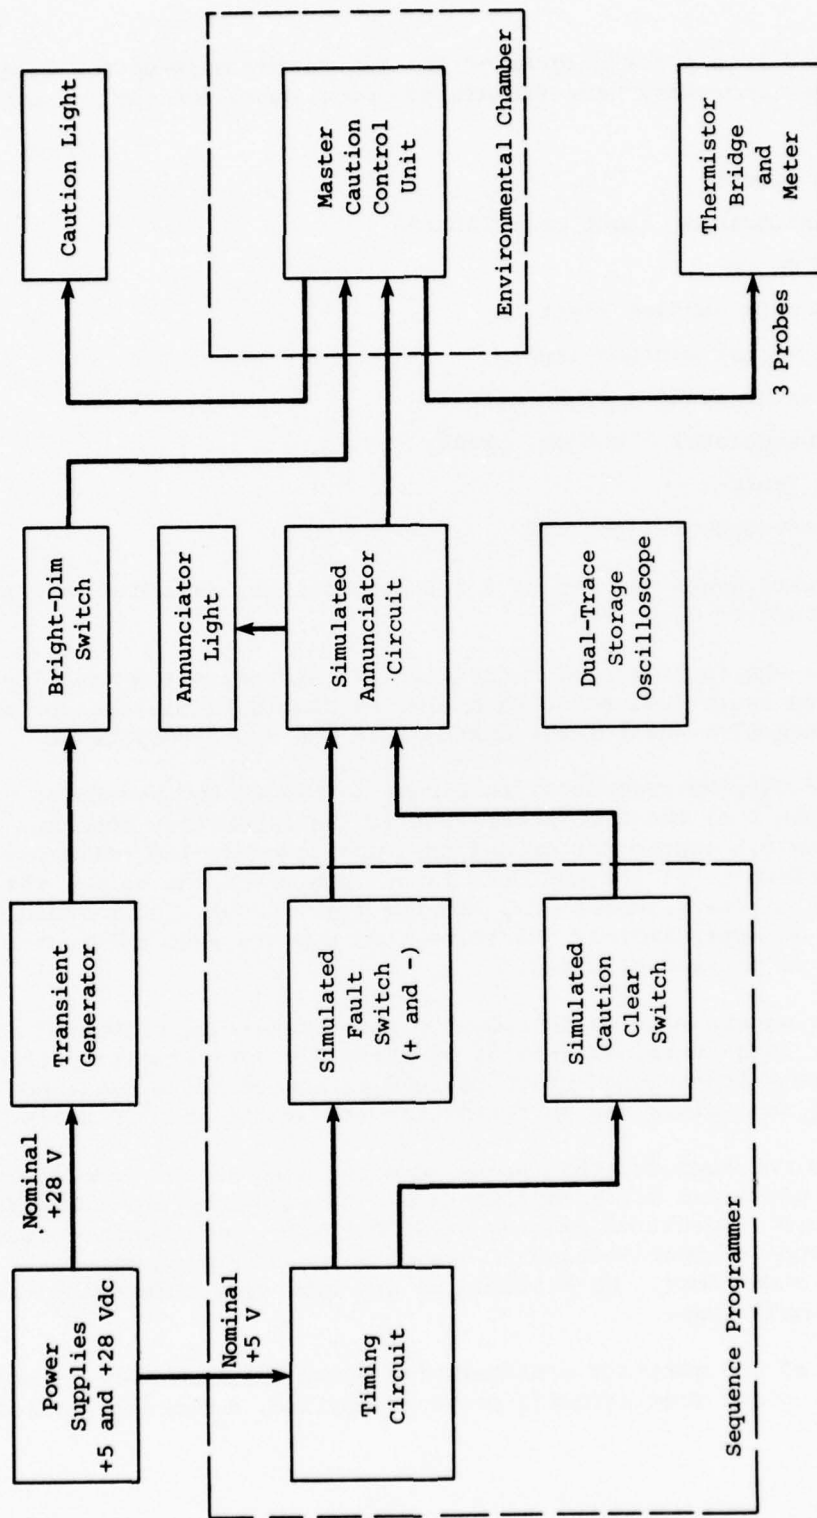 Power
Supplies
+5 and +28 Vdc
Nominal
+28 V
Transient
Generator
Bright-Dim
Switch
Caution Light
Annunciator
Light
Nominal
+5 V
Timing
Circuit
Simulated
Fault
Switch
(+ and -)
Simulated
Annunciator
Circuit
Master
Caution
Control
Unit
Environmental Chamber
Simulated
Caution
Clear
Switch
Sequence Programmer
Dual-Trace
Storage
Oscilloscope
3 Probes
Thermistor
Bridge
and
Meter